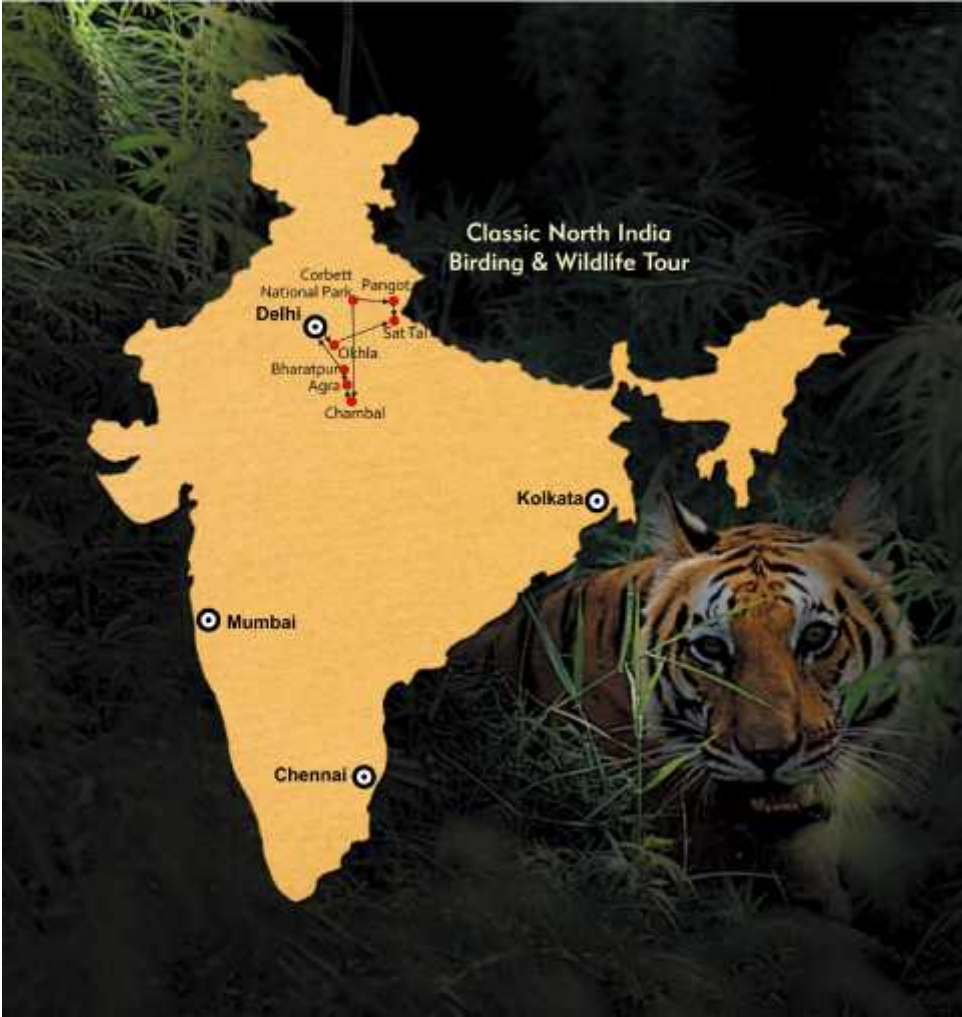 Classic North India
Birding & Wildlife Tour
Corbett
National Park
Pangot
Delhi
Sat Tal
Okhla
Bharatpur
Agra
Chambal
Kolkata
Mumbai
Chennai